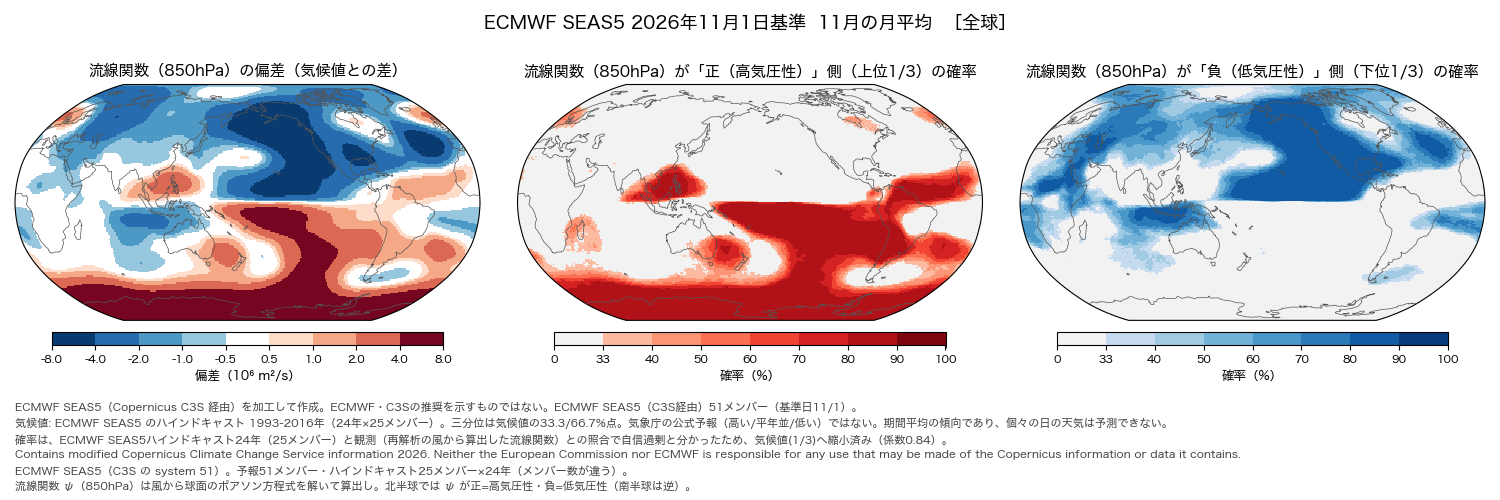 ECMWF SEAS5 2026年11月1日基準 11月の月平均 ［全球］
流線関数（850hPa）の偏差（気候値との差）
流線関数（850hPa）が「正（高気圧性）」側（上位1/3）の確率
流線関数（850hPa）が「負（低気圧性）」側（下位1/3）の確率
-8.0 -4.0 -2.0 -1.0 -0.5 0.5 1.0 2.0 4.0 8.0
偏差（10⁶ m²/s）
0 33 40 50 60 70 80 90 100
確率（%）
0 33 40 50 60 70 80 90 100
確率（%）
ECMWF SEAS5（Copernicus C3S 経由）を加工して作成。ECMWF・C3Sの推奨を示すものではない。ECMWF SEAS5（C3S経由）51メンバー（基準日11/1）。
気候値: ECMWF SEAS5 のハインドキャスト 1993-2016年（24年×25メンバー）。三分位は気候値の33.3/66.7%点。気象庁の公式予報（高い/平年並/低い）ではない。期間平均の傾向であり、個々の日の天気は予測できない。
確率は、ECMWF SEAS5ハインドキャスト24年（25メンバー）と観測（再解析の風から算出した流線関数）との照合で自信過剰と分かったため、気候値(1/3)へ縮小済み（係数0.84）。
Contains modified Copernicus Climate Change Service information 2026. Neither the European Commission nor ECMWF is responsible for any use that may be made of the Copernicus information or data it contains.
ECMWF SEAS5（C3S の system 51）。予報51メンバー・ハインドキャスト25メンバー×24年（メンバー数が違う）。
流線関数 ψ（850hPa）は風から球面のポアソン方程式を解いて算出し。北半球では ψ が正=高気圧性・負=低気圧性（南半球は逆）。